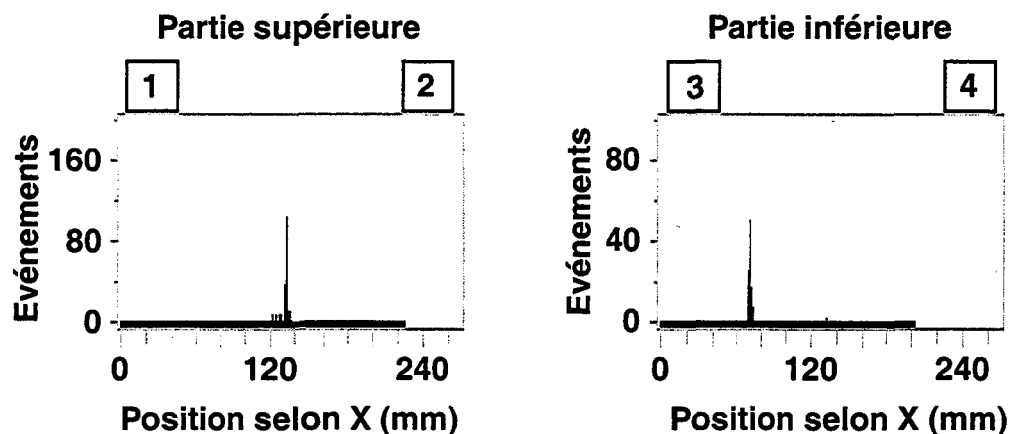 Partie supérieure
1
2
Evénements
160
80
0
0
120
240
Position selon X (mm)
Partie inférieure
3
4
Evénements
80
40
0
0
120
240
Position selon X (mm)